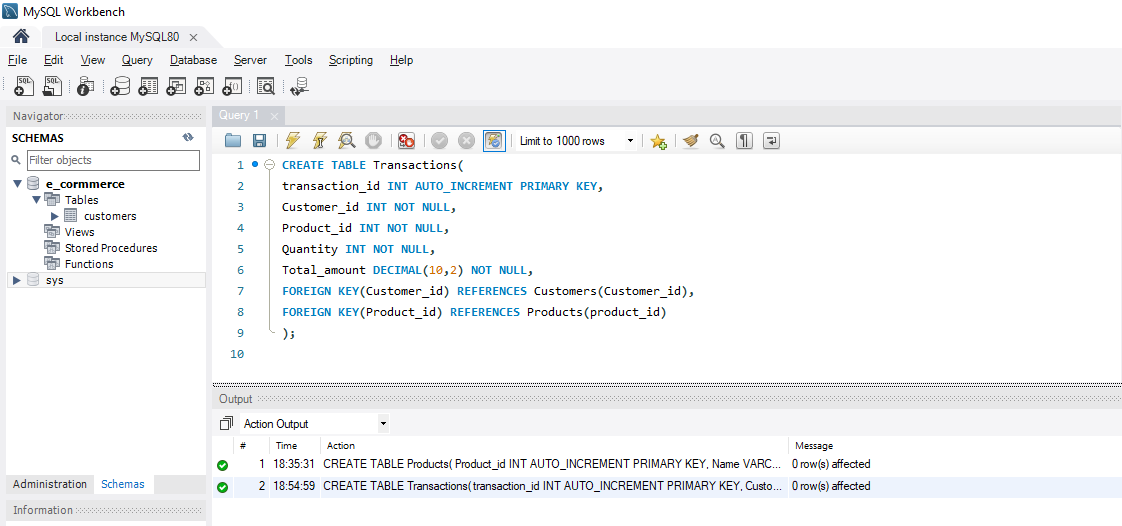 MySQL Workbench
Local instance MySQL80 ×
File Edit View Query Database Server Tools Scripting Help
Navigator
SCHEMAS
Filter objects
e_cormmerce
Tables
customers
Views
Stored Procedures
Functions
sys
Administration Schemas
Information
Query 1 ×
Limit to 1000 rows
1 CREATE TABLE Transactions(
2 transaction_id INT AUTO_INCREMENT PRIMARY KEY,
3 Customer_id INT NOT NULL,
4 Product_id INT NOT NULL,
5 Quantity INT NOT NULL,
6 Total_amount DECIMAL(10,2) NOT NULL,
7 FOREIGN KEY(Customer_id) REFERENCES Customers(Customer_id),
8 FOREIGN KEY(Product_id) REFERENCES Products(product_id)
9 );
10
Output
Action Output
# Time Action Message
1 18:35:31 CREATE TABLE Products( Product_id INT AUTO_INCREMENT PRIMARY KEY, Name VARC... 0 row(s) affected
2 18:54:59 CREATE TABLE Transactions( transaction_id INT AUTO_INCREMENT PRIMARY KEY, Custo... 0 row(s) affected